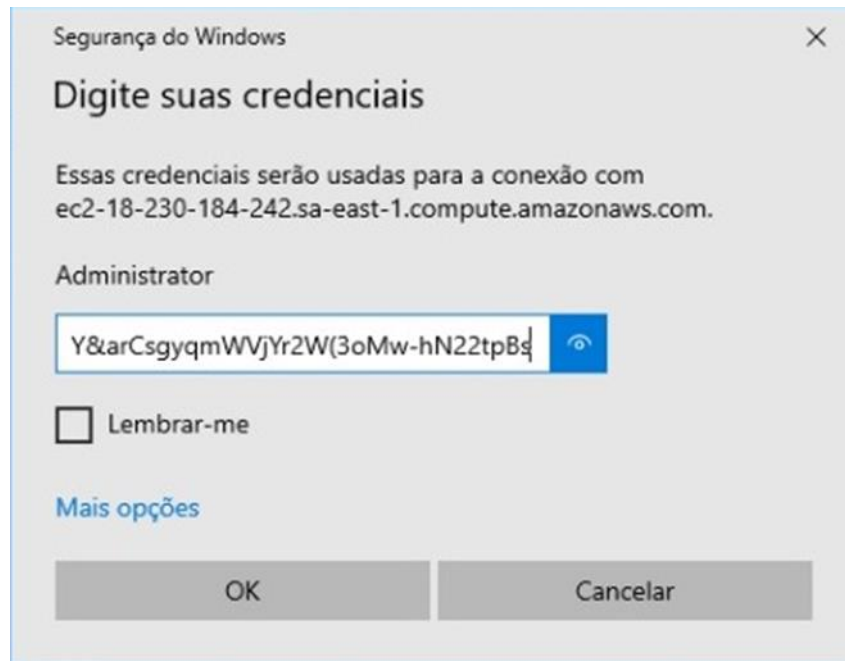 Segurança do Windows
Digite suas credenciais
Essas credenciais serão usadas para a conexão com
ec2-18-230-184-242.sa-east-1.compute.amazonaws.com.
Administrator
Y&arCsgyqmWVjYr2W(3oMw-hN22tpBs
Lembrar-me
Mais opções
OK
Cancelar